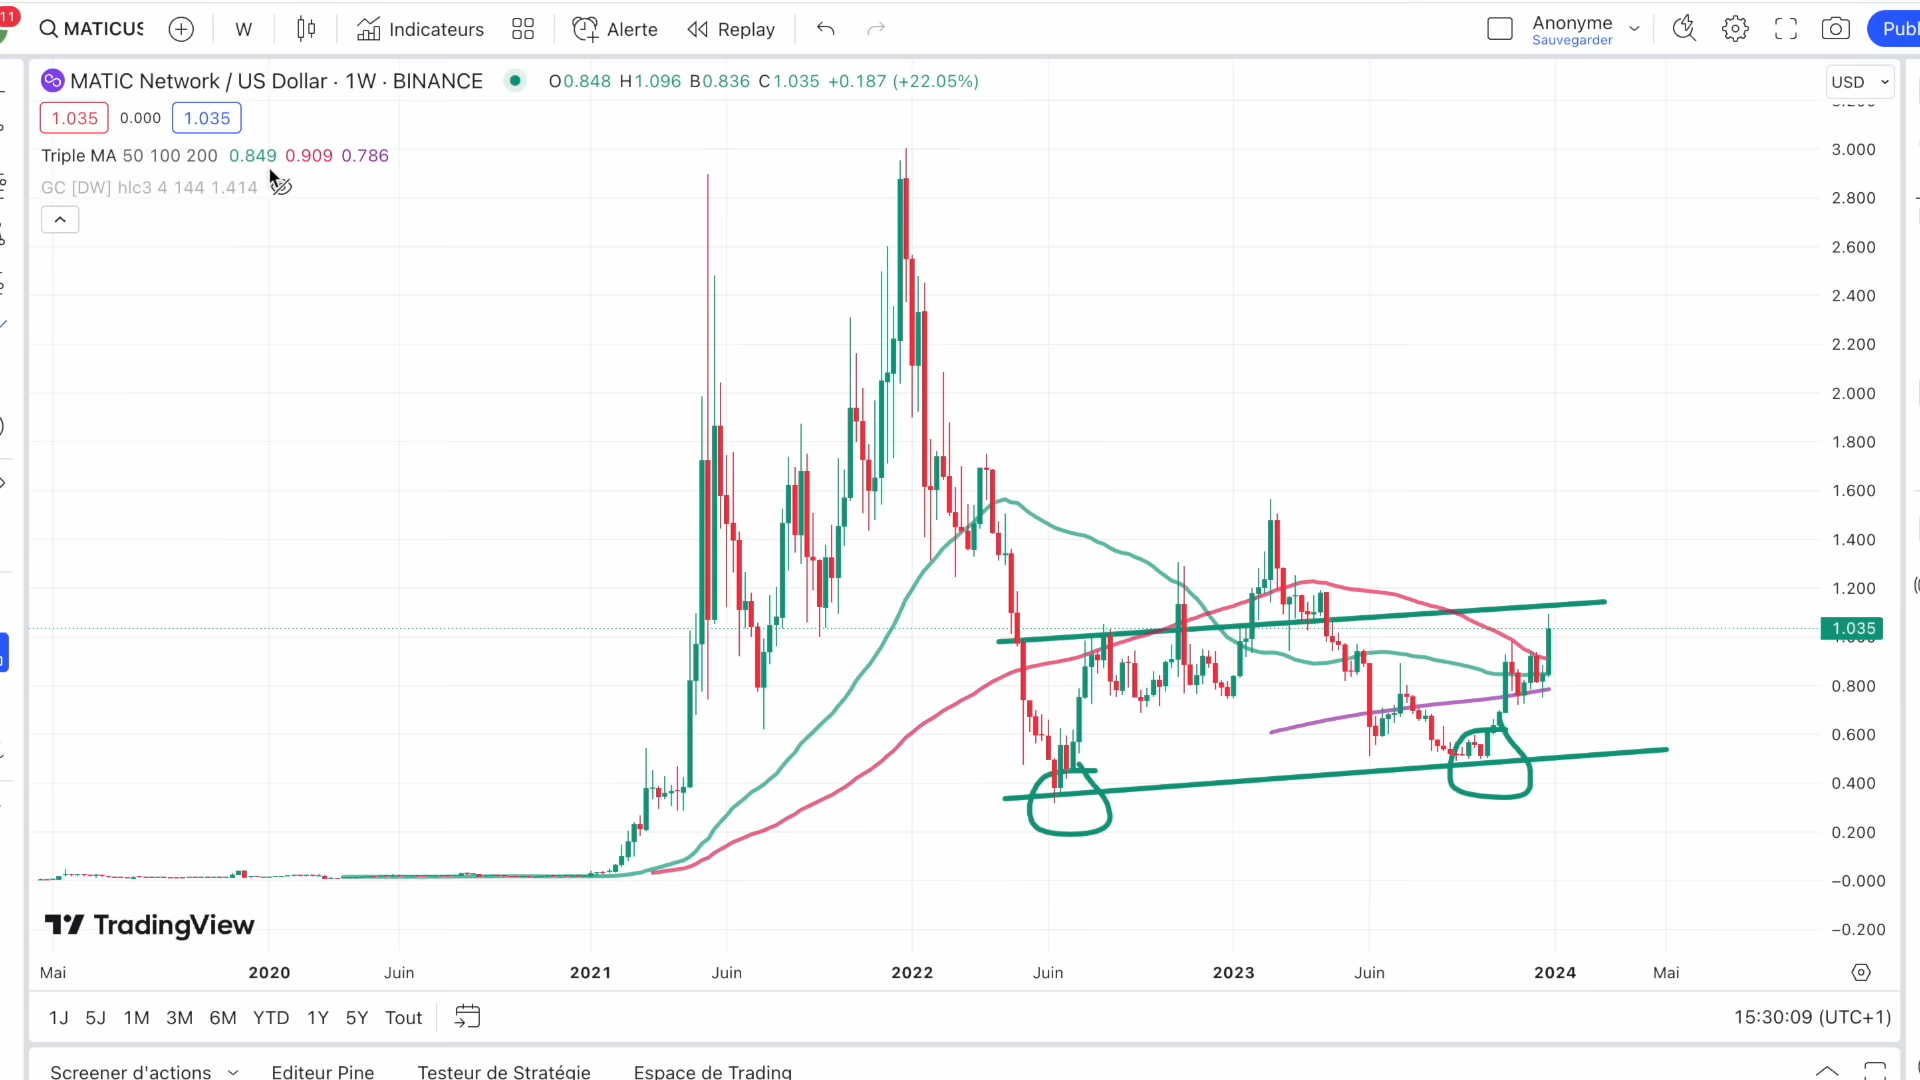 11
MATICUS
W
Indicateurs
Alerte
Replay
Anonyme
Sauvegarder
Publ
MATIC Network / US Dollar · 1W · BINANCE
O0.848 H1.096 B0.836 C1.035 +0.187 (+22.05%)
USD
1.035 0.000 1.035
Triple MA 50 100 200 0.849 0.909 0.786
GC [DW] hlc3 4 144 1.414
3.000
2.800
2.600
2.400
2.200
2.000
1.800
1.600
1.400
1.200
1.035
0.800
0.600
0.400
0.200
−0.000
−0.200
TradingView
Mai 2020 Juin 2021 Juin 2022 Juin 2023 Juin 2024 Mai
1J 5J 1M 3M 6M YTD 1Y 5Y Tout
15:30:09 (UTC+1)
Screener d'actions Editeur Pine Testeur de Stratégie Espace de Trading